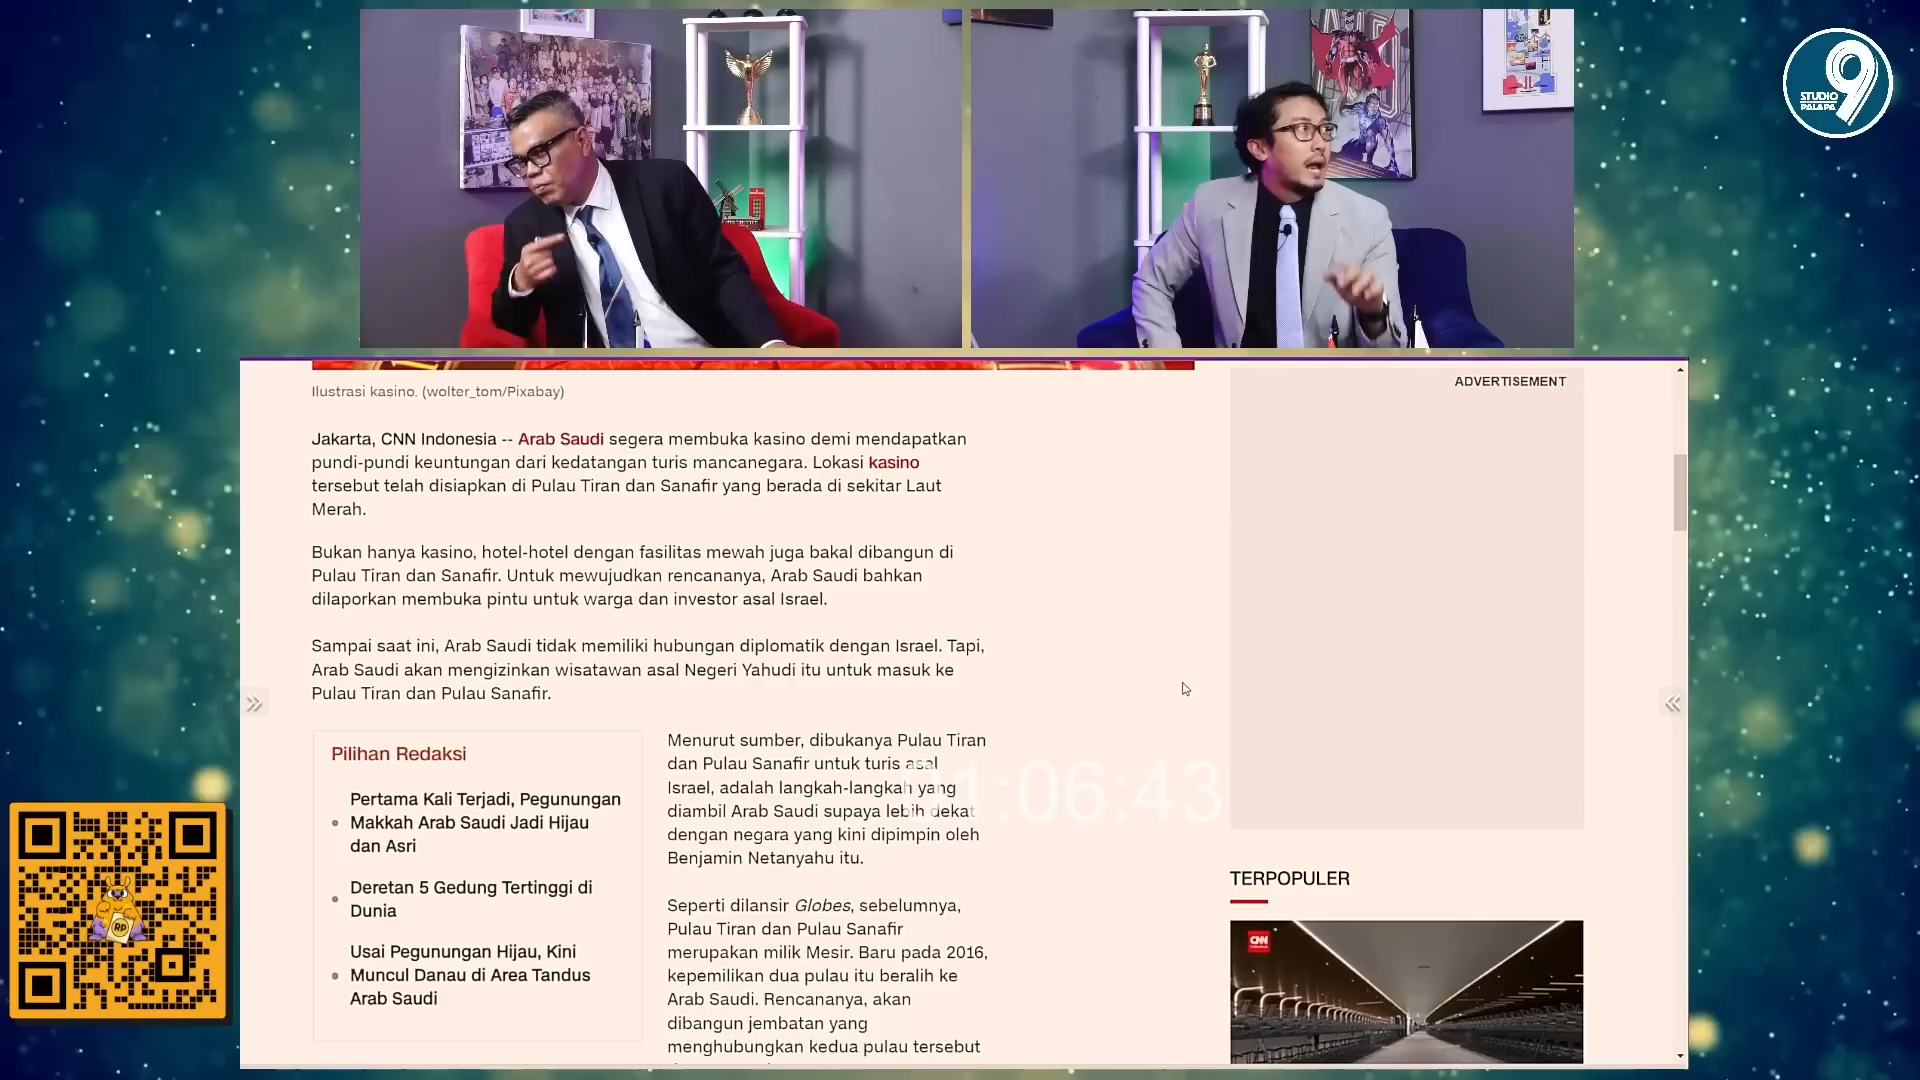 STUDIO
PALAPA
9
Ilustrasi kasino. (wolter_tom/Pixabay)
ADVERTISEMENT
Jakarta, CNN Indonesia -- Arab Saudi segera membuka kasino demi mendapatkan
pundi-pundi keuntungan dari kedatangan turis mancanegara. Lokasi kasino
tersebut telah disiapkan di Pulau Tiran dan Sanafir yang berada di sekitar Laut
Merah.
Bukan hanya kasino, hotel-hotel dengan fasilitas mewah juga bakal dibangun di
Pulau Tiran dan Sanafir. Untuk mewujudkan rencananya, Arab Saudi bahkan
dilaporkan membuka pintu untuk warga dan investor asal Israel.
Sampai saat ini, Arab Saudi tidak memiliki hubungan diplomatik dengan Israel. Tapi,
Arab Saudi akan mengizinkan wisatawan asal Negeri Yahudi itu untuk masuk ke
Pulau Tiran dan Pulau Sanafir.
Pilihan Redaksi
Pertama Kali Terjadi, Pegunungan
Makkah Arab Saudi Jadi Hijau
dan Asri
Deretan 5 Gedung Tertinggi di
Dunia
Usai Pegunungan Hijau, Kini
Muncul Danau di Area Tandus
Arab Saudi
Menurut sumber, dibukanya Pulau Tiran
dan Pulau Sanafir untuk turis asal
Israel, adalah langkah-langkah yang
diambil Arab Saudi supaya lebih dekat
dengan negara yang kini dipimpin oleh
Benjamin Netanyahu itu.
Seperti dilansir Globes, sebelumnya,
Pulau Tiran dan Pulau Sanafir
merupakan milik Mesir. Baru pada 2016,
kepemilikan dua pulau itu beralih ke
Arab Saudi. Rencananya, akan
dibangun jembatan yang
menghubungkan kedua pulau tersebut
01:06:43
TERPOPULER
CNN
RP